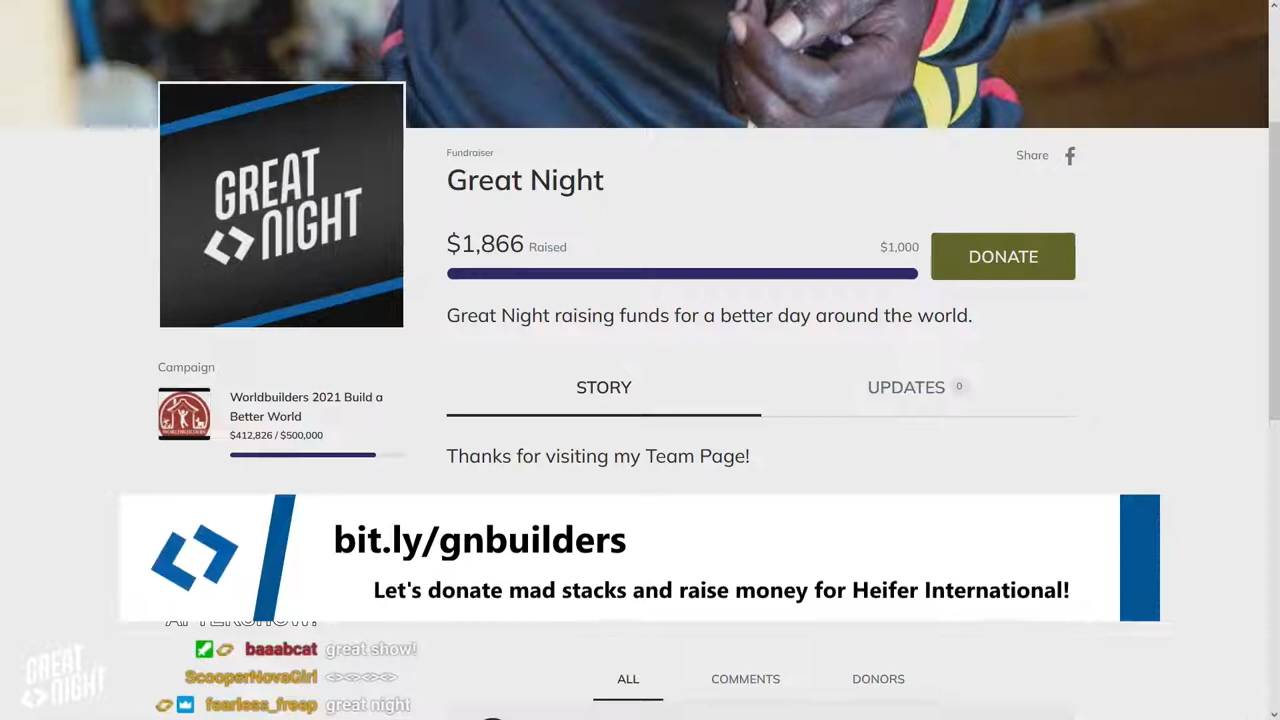 GREAT
NIGHT
Fundraiser
Share
Great Night
$1,866 Raised
$1,000
DONATE
Great Night raising funds for a better day around the world.
Campaign
Worldbuilders 2021 Build a
Better World
$412,826 / $500,000
STORY
UPDATES 0
Thanks for visiting my Team Page!
bit.ly/gnbuilders
Let's donate mad stacks and raise money for Heifer International!
AFTERSHOW!
baaabcat great show!
ScooperNovaGirl
fearless_freep great night
GREAT
NIGHT
ALL
COMMENTS
DONORS